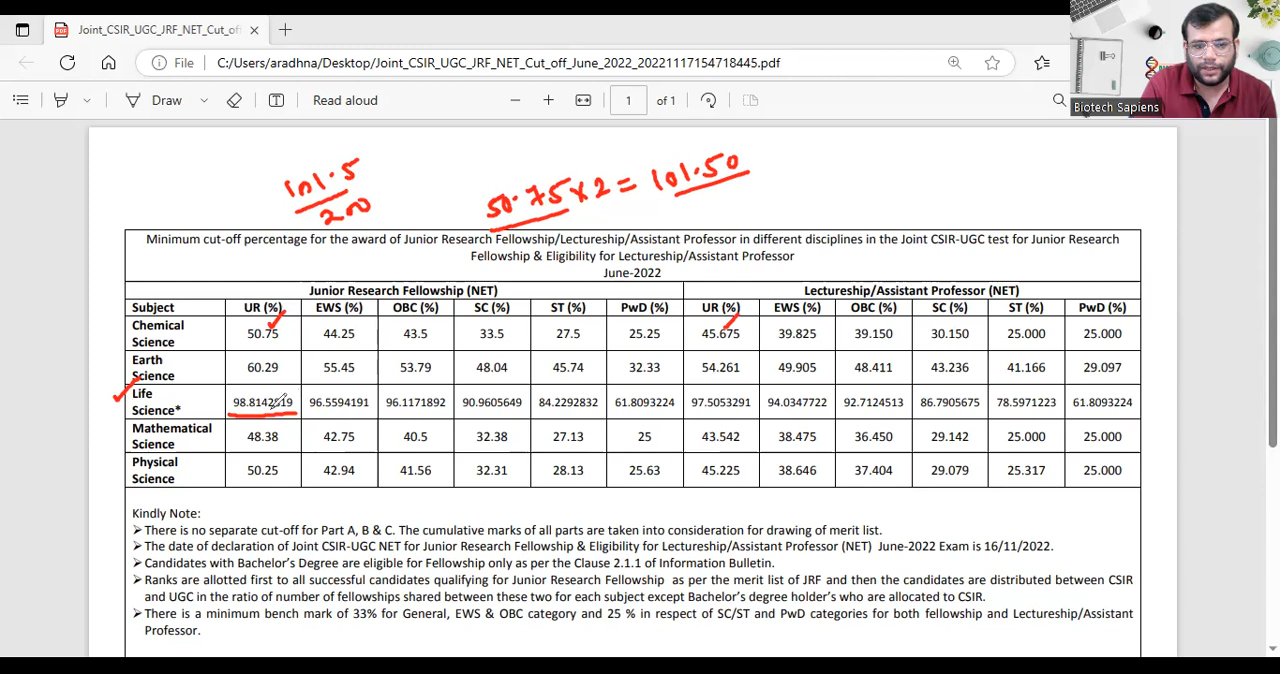 Joint_CSIR_UGC_JRF_NET_Cut_of
File C:/Users/aradhna/Desktop/Joint_CSIR_UGC_JRF_NET_Cut_off_June_2022_20221117154718445.pdf
Draw Read aloud 1 of 1
Biotech Sapiens
101.5
200
50.75 x 2 = 101.50
Minimum cut-off percentage for the award of Junior Research Fellowship/Lectureship/Assistant Professor in different disciplines in the Joint CSIR-UGC test for Junior Research
Fellowship & Eligibility for Lectureship/Assistant Professor
June-2022
Junior Research Fellowship (NET) Lectureship/Assistant Professor (NET)
Subject UR (%) EWS (%) OBC (%) SC (%) ST (%) PwD (%) UR (%) EWS (%) OBC (%) SC (%) ST (%) PwD (%)
Chemical
Science 50.75 44.25 43.5 33.5 27.5 25.25 45.675 39.825 39.150 30.150 25.000 25.000
Earth
Science 60.29 55.45 53.79 48.04 45.74 32.33 54.261 49.905 48.411 43.236 41.166 29.097
Life
Science* 96.5594191 96.1171892 90.9605649 84.2292832 61.8093224 97.5053291 94.0347722 92.7124513 86.7905675 78.5971223 61.8093224
Mathematical
Science 48.38 42.75 40.5 32.38 27.13 25 43.542 38.475 36.450 29.142 25.000 25.000
Physical
Science 50.25 42.94 41.56 32.31 28.13 25.63 45.225 38.646 37.404 29.079 25.317 25.000
Kindly Note:
➢ There is no separate cut-off for Part A, B & C. The cumulative marks of all parts are taken into consideration for drawing of merit list.
➢ The date of declaration of Joint CSIR-UGC NET for Junior Research Fellowship & Eligibility for Lectureship/Assistant Professor (NET) June-2022 Exam is 16/11/2022.
➢ Candidates with Bachelor's Degree are eligible for Fellowship only as per the Clause 2.1.1 of Information Bulletin.
➢ Ranks are allotted first to all successful candidates qualifying for Junior Research Fellowship as per the merit list of JRF and then the candidates are distributed between CSIR
and UGC in the ratio of number of fellowships shared between these two for each subject except Bachelor's degree holder's who are allocated to CSIR.
➢ There is a minimum bench mark of 33% for General, EWS & OBC category and 25 % in respect of SC/ST and PwD categories for both fellowship and Lectureship/Assistant
Professor.